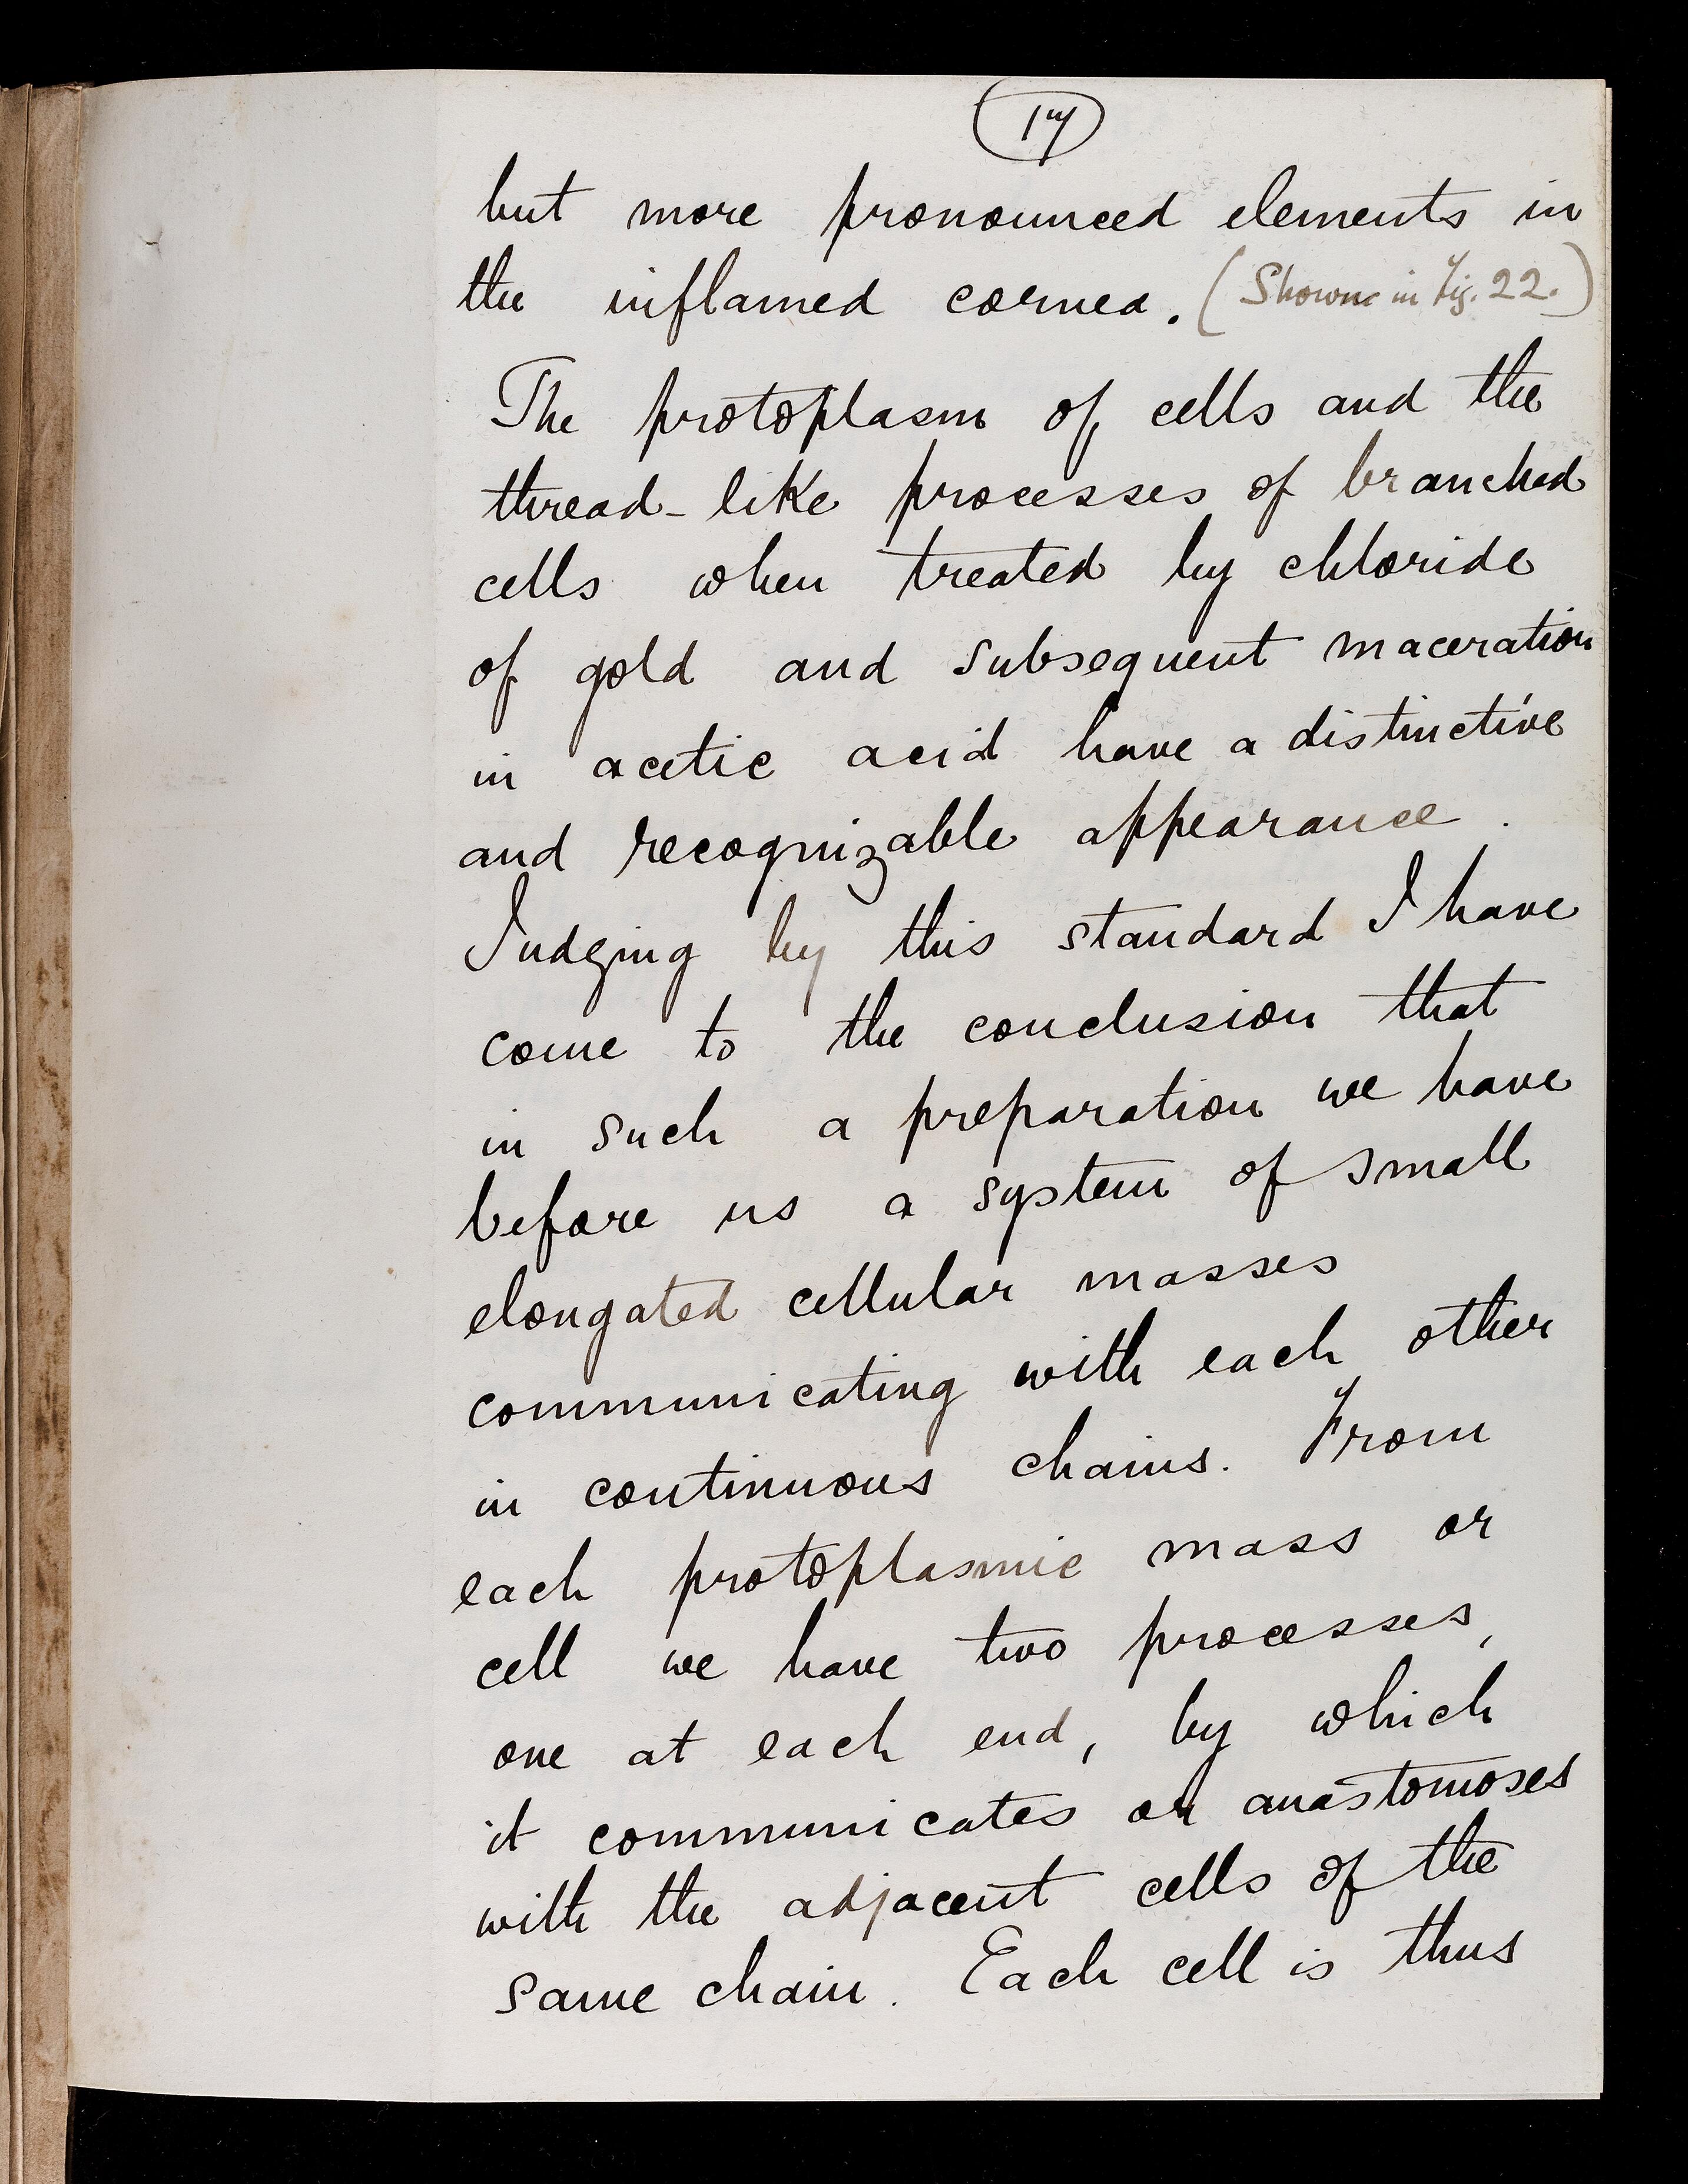 17
but more pronounced elements in
the inflamed cornea. (Shown in Fig. 22.)
The protoplasm of cells and the
thread-like processes of branched
cells when treated by chloride
of gold and subsequent maceration
in acetic acid have a distinctive
and recognizable appearance.
Judging by this standard I have
come to the conclusion that
in such a preparation we have
before us a system of small
elongated cellular masses
communicating with each other
in continuous chains. From
each protoplasmic mass or
cell we have two processes,
one at each end, by which
it communicates or anastomoses
with the adjacent cells of the
same chain. Each cell is thus